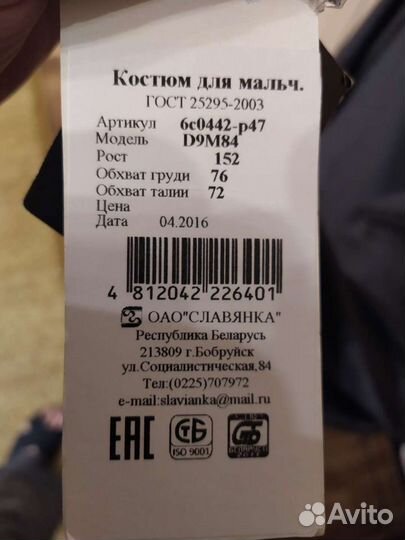 Костюм для мальч.
ГОСТ 25295-2003
Артикул 6с0442-р47
Модель D9M84
Рост 152
Обхват груди 76
Обхват талии 72
Цена
Дата 04.2016
4 812042 226401
ОАО"СЛАВЯНКА"
Республика Беларусь
213809 г.Бобруйск
ул.Социалистическая,84
Тел:(0225)707972
e-mail:slavianka@mail.ru
ЕАС СТБ
ISO 9001
Avito